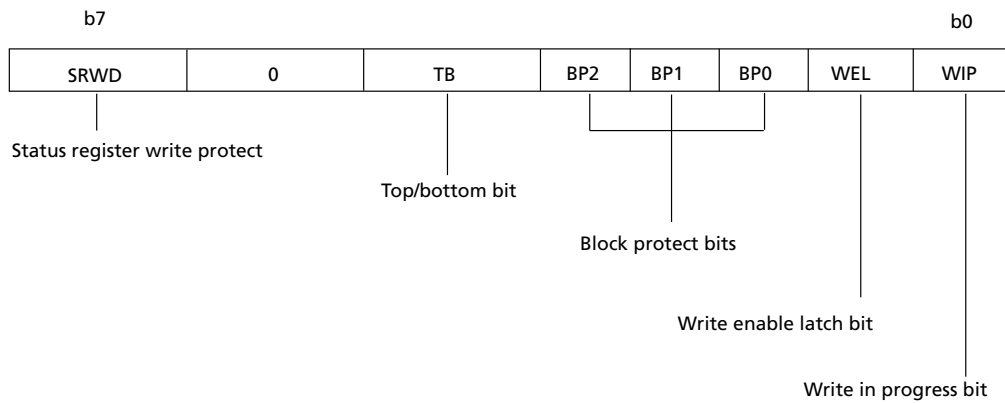 b7 b0
SRWD 0 TB BP2 BP1 BP0 WEL WIP
Status register write protect
Top/bottom bit
Block protect bits
Write enable latch bit
Write in progress bit